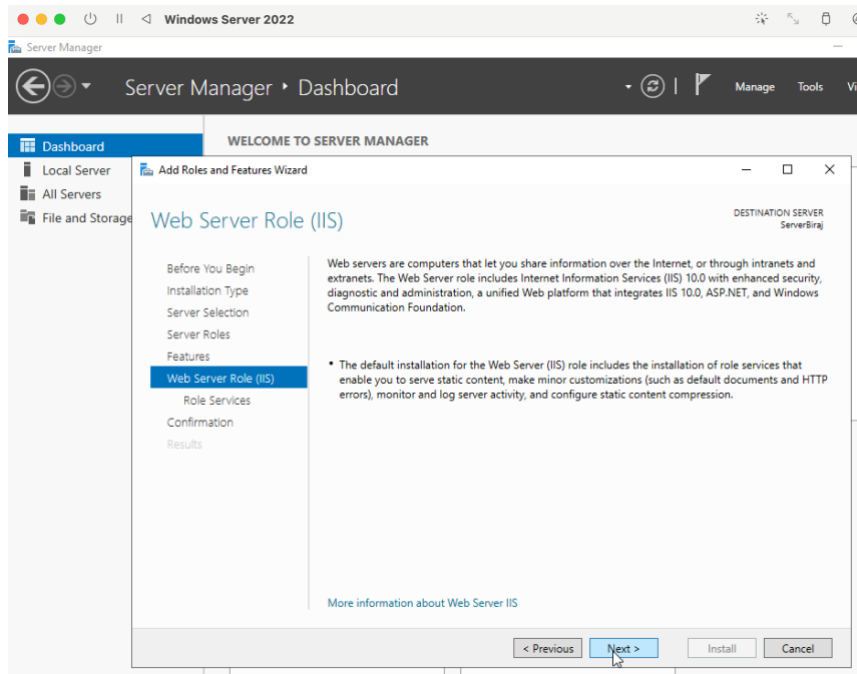 Windows Server 2022
Server Manager
Server Manager • Dashboard
Manage Tools
Dashboard
Local Server
All Servers
File and Storage
WELCOME TO SERVER MANAGER
Add Roles and Features Wizard
Web Server Role (IIS)
DESTINATION SERVER
ServerBiraj
Before You Begin
Installation Type
Server Selection
Server Roles
Features
Web Server Role (IIS)
Role Services
Confirmation
Results
Web servers are computers that let you share information over the Internet, or through intranets and
extranets. The Web Server role includes Internet Information Services (IIS) 10.0 with enhanced security,
diagnostic and administration, a unified Web platform that integrates IIS 10.0, ASP.NET, and Windows
Communication Foundation.
• The default installation for the Web Server (IIS) role includes the installation of role services that
enable you to serve static content, make minor customizations (such as default documents and HTTP
errors), monitor and log server activity, and configure static content compression.
More information about Web Server IIS
< Previous Next > Install Cancel